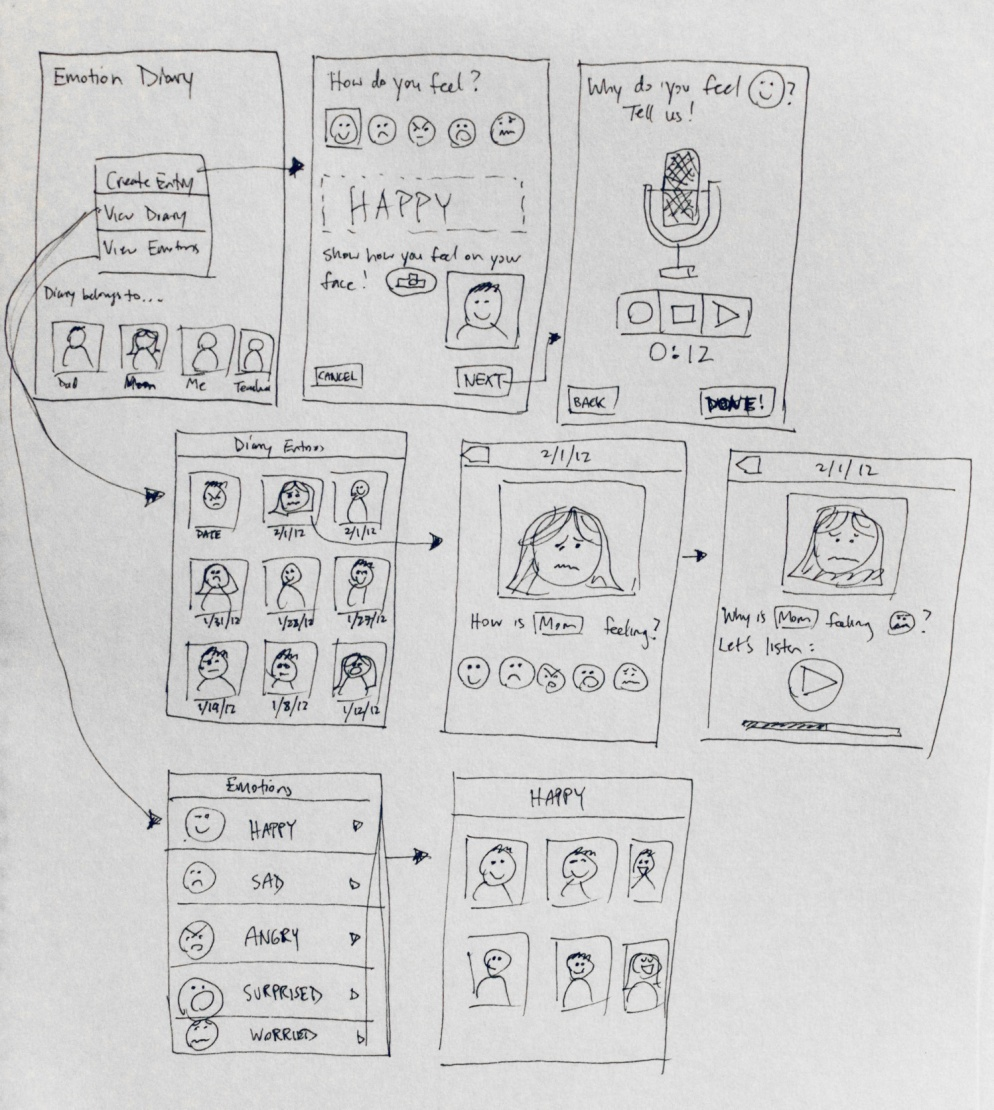 Emotion Diary
Create Entry
View Diary
View Emotions
Diary belongs to...
Dad Mom Me Teacher
How do you feel?
HAPPY
Show how you feel on your
face!
CANCEL NEXT
Why do you feel ?
Tell us!
0:12
BACK DONE!
Diary Entries
DATE 2/1/12 2/1/12
1/31/12 1/28/12 1/27/12
1/19/12 1/8/12 1/12/12
2/1/12
How is Mom feeling?
2/1/12
Why is Mom feeling ?
Let's listen:
Emotions
HAPPY
SAD
ANGRY
SURPRISED
WORRIED
HAPPY